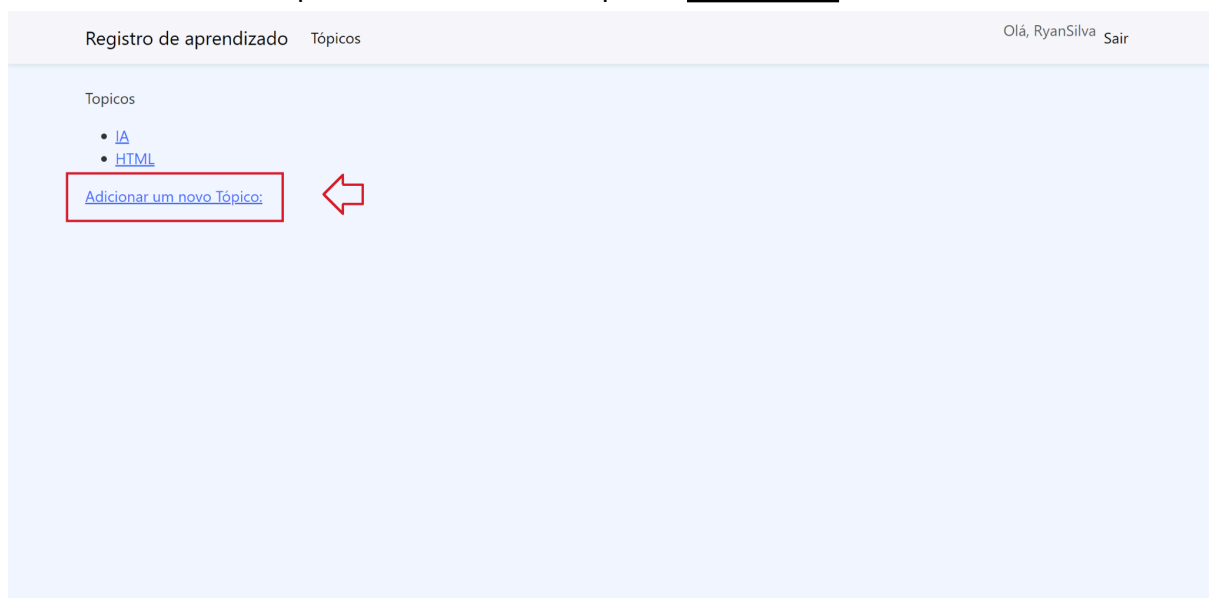 Registro de aprendizado Tópicos Olá, RyanSilva Sair
Topicos
IA
HTML
Adicionar um novo Tópico: